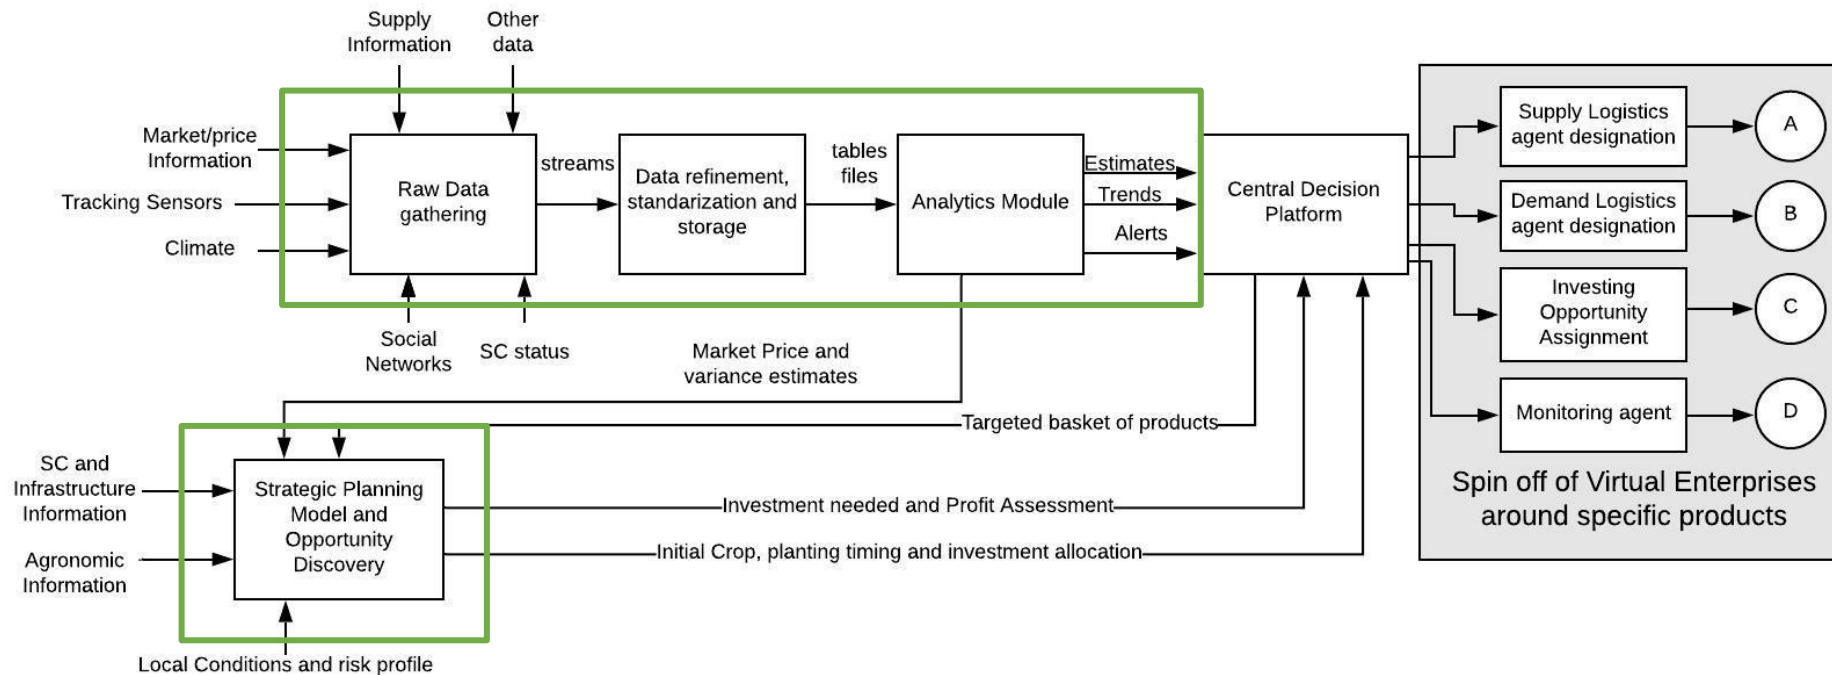 Supply
Information
Other
data
Market/price
Information
Tracking Sensors
Climate
Raw Data
gathering
streams
Data refinement,
standarization and
storage
tables
files
Analytics Module
Estimates
Trends
Alerts
Central Decision
Platform
Supply Logistics
agent designation
A
Demand Logistics
agent designation
B
Investing
Opportunity
Assignment
C
Monitoring agent
D
Spin off of Virtual Enterprises
around specific products
Social
Networks
SC status
Market Price and
variance estimates
Targeted basket of products
SC and
Infrastructure
Information
Agronomic
Information
Strategic Planning
Model and
Opportunity
Discovery
Investment needed and Profit Assessment
Initial Crop, planting timing and investment allocation
Local Conditions and risk profile